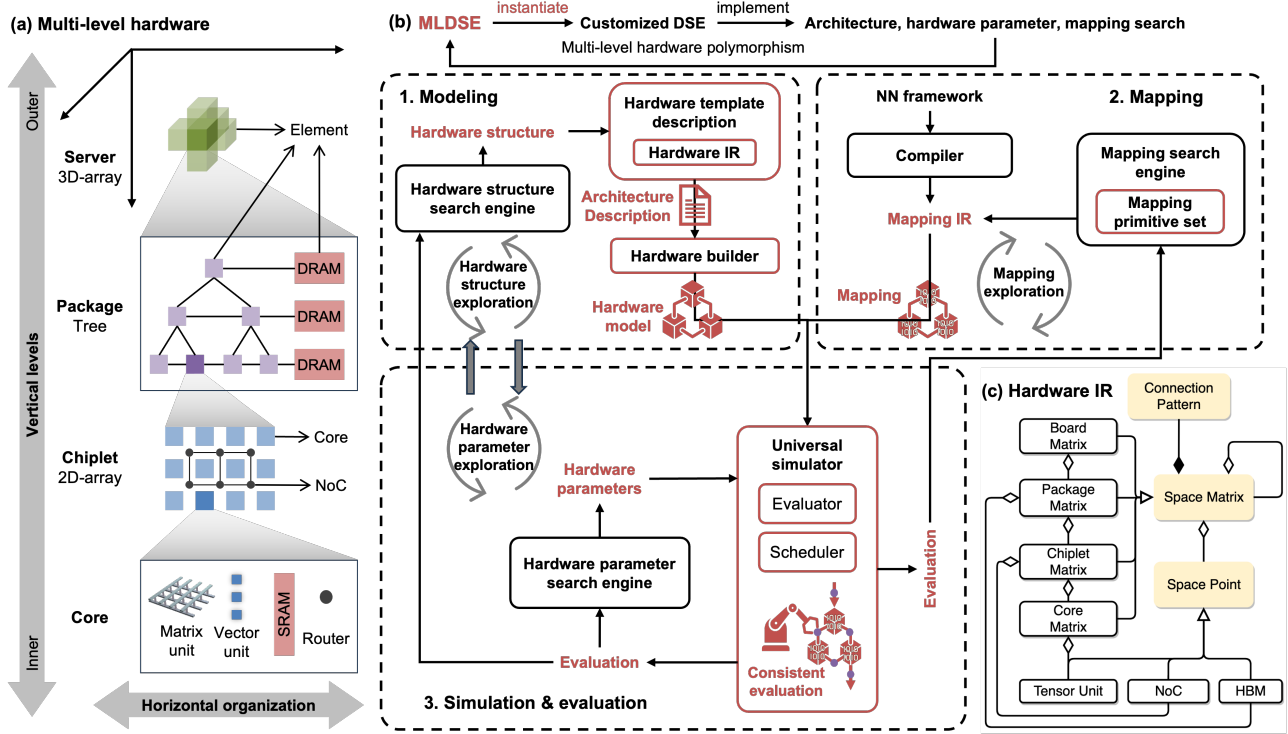 (a) Multi-level hardware
Outer
Vertical levels
Inner
Server
3D-array
Element
Package
Tree
DRAM
DRAM
DRAM
Chiplet
2D-array
Core
NoC
Core
Matrix
unit
Vector
unit
SRAM
Router
Horizontal organization
(b) MLDSE
instantiate
Customized DSE
implement
Architecture, hardware parameter, mapping search
Multi-level hardware polymorphism
1. Modeling
Hardware structure
Hardware template
description
Hardware IR
Hardware structure
search engine
Architecture
Description
Hardware builder
Hardware
structure
exploration
Hardware
model
2. Mapping
NN framework
Compiler
Mapping IR
Mapping search
engine
Mapping
primitive set
Mapping
Mapping
exploration
Hardware
parameter
exploration
Hardware
parameters
Hardware parameter
search engine
Evaluation
Universal
simulator
Evaluator
Scheduler
Consistent
evaluation
Evaluation
3. Simulation & evaluation
(c) Hardware IR
Connection
Pattern
Board
Matrix
Package
Matrix
Space Matrix
Chiplet
Matrix
Space Point
Core
Matrix
Tensor Unit
NoC
HBM